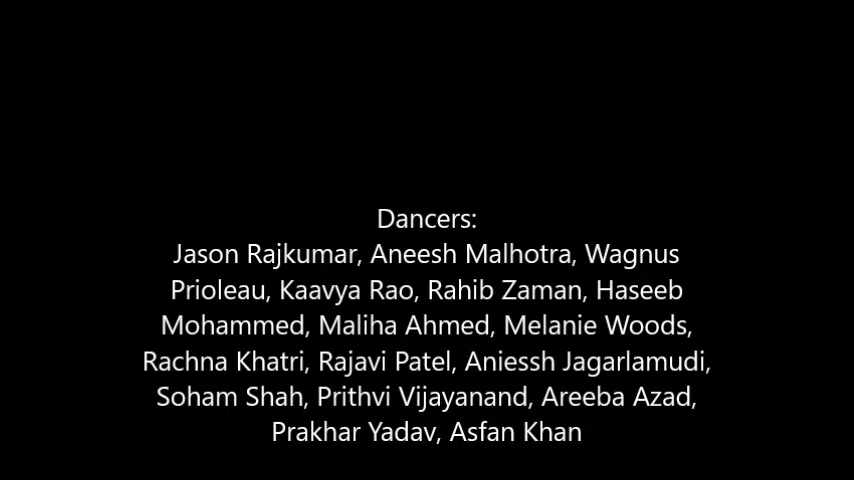 Dancers:
Jason Rajkumar, Aneesh Malhotra, Wagnus
Prioleau, Kaavya Rao, Rahib Zaman, Haseeb
Mohammed, Maliha Ahmed, Melanie Woods,
Rachna Khatri, Rajavi Patel, Aniessh Jagarlamudi,
Soham Shah, Prithvi Vijayanand, Areeba Azad,
Prakhar Yadav, Asfan Khan